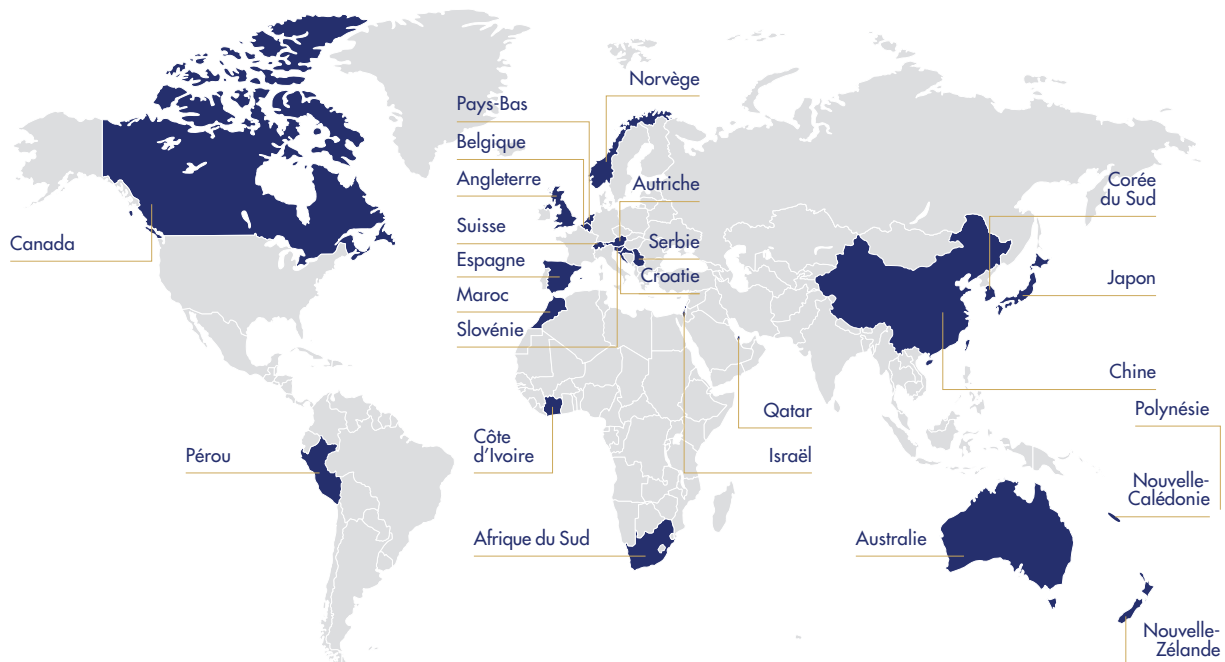 Norvège
Pays-Bas
Belgique
Angleterre
Autriche
Corée
du Sud
Canada
Suisse
Serbie
Espagne
Croatie
Japon
Maroc
Slovénie
Chine
Qatar
Polynésie
Côte
d'Ivoire
Pérou
Israël
Nouvelle-
Calédonie
Afrique du Sud
Australie
Nouvelle-
Zélande